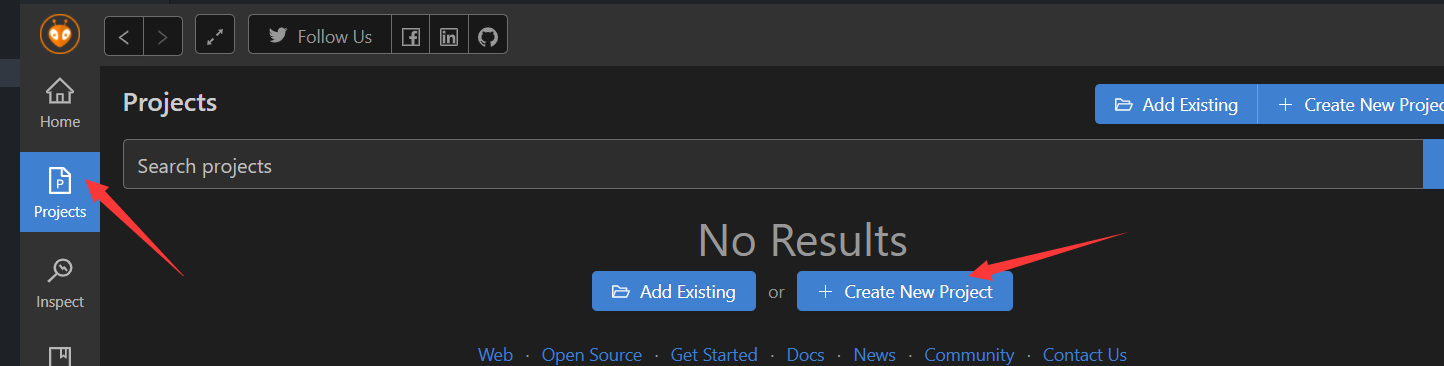 Follow Us
Home
Projects
Inspect
Projects
Add Existing
Create New Projec
Search projects
No Results
Add Existing or Create New Project
Web · Open Source · Get Started · Docs · News · Community · Contact Us